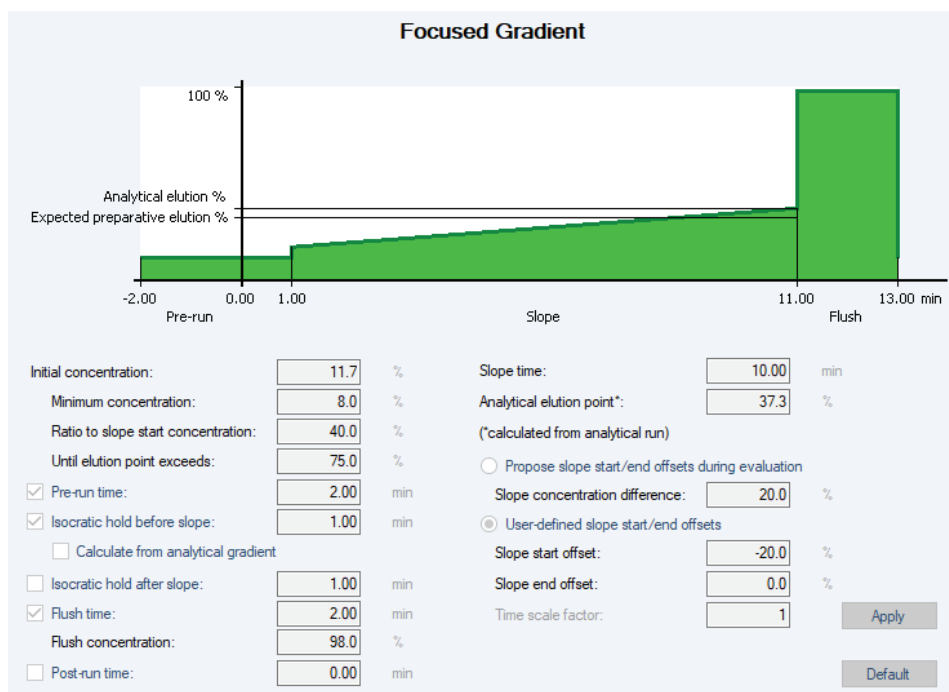 Focused Gradient
100 %
Analytical elution %
Expected preparative elution %
-2.00 0.00 1.00 11.00 13.00 min
Pre-run Slope Flush
Initial concentration: 11.7 %
Minimum concentration: 8.0 %
Ratio to slope start concentration: 40.0 %
Until elution point exceeds: 75.0 %
Pre-run time: 2.00 min
Isocratic hold before slope: 1.00 min
Calculate from analytical gradient
Isocratic hold after slope: 1.00 min
Flush time: 2.00 min
Flush concentration: 98.0 %
Post-run time: 0.00 min
Slope time: 10.00 min
Analytical elution point*: 37.3 %
(*calculated from analytical run)
Propose slope start/end offsets during evaluation
Slope concentration difference: 20.0 %
User-defined slope start/end offsets
Slope start offset: -20.0 %
Slope end offset: 0.0 %
Time scale factor: 1
Apply
Default